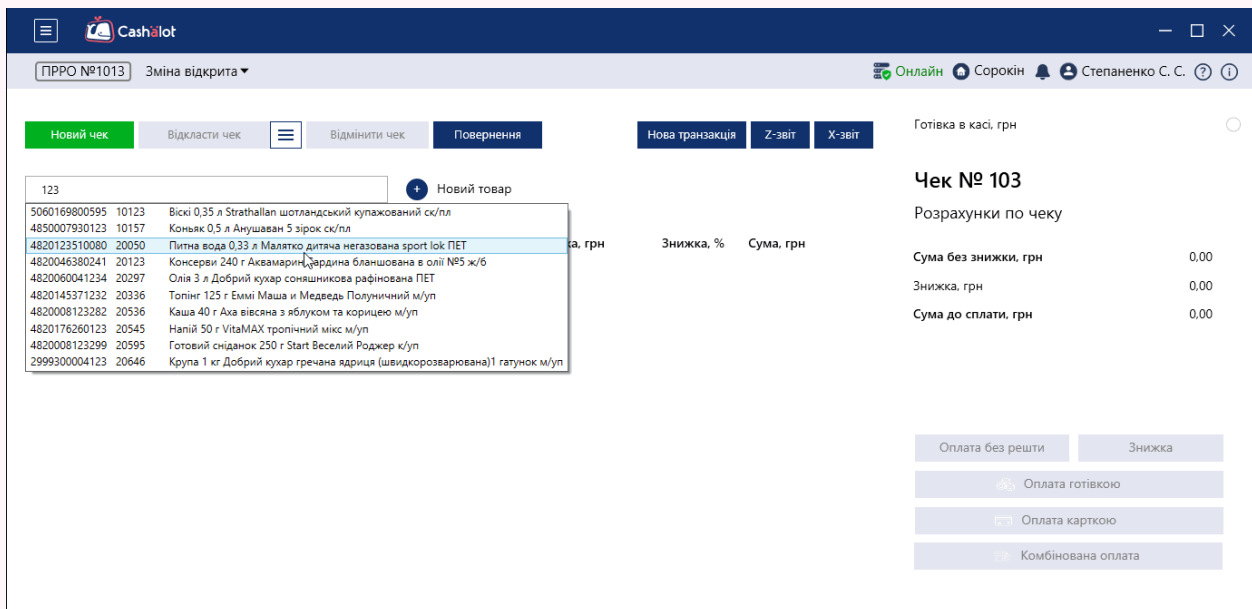 Cashalot
ПРРО №1013 Зміна відкрита Онлайн Сорокін Степаненко С. С.
Новий чек Відкласти чек Відмінити чек Повернення Нова транзакція Z-звіт X-звіт
Готівка в касі, грн
123 Новий товар
Чек № 103
Розрахунки по чеку
ка, грн Знижка, % Сума, грн
5060169800595 10123 Віскі 0,35 л Strathallan шотландський купажований ск/пл
4850007930123 10157 Коньяк 0,5 л Анушаван 5 зірок ск/пл
4820123510080 20050 Питна вода 0,33 л Малятко дитяча негазована sport lok ПЕТ
4820046380241 20123 Консерви 240 г Аквамарин сардина бланшована в олії №5 ж/б
4820060041234 20297 Олія 3 л Добрий кухар соняшникова рафінована ПЕТ
4820145371232 20336 Топінг 125 г Еммі Маша и Медведь Полуничний м/уп
4820008123282 20536 Каша 40 г Аха вівсяна з яблуком та корицею м/уп
4820176260123 20545 Напій 50 г VitaMAX тропічний мікс м/уп
4820008123299 20595 Готовий сніданок 250 г Start Веселий Роджер к/уп
2999300004123 20646 Крупа 1 кг Добрий кухар гречана ядриця (швидкорозварювана)1 гатунок м/уп
Сума без знижки, грн 0,00
Знижка, грн 0,00
Сума до сплати, грн 0,00
Оплата без решти Знижка
Оплата готівкою
Оплата карткою
Комбінована оплата